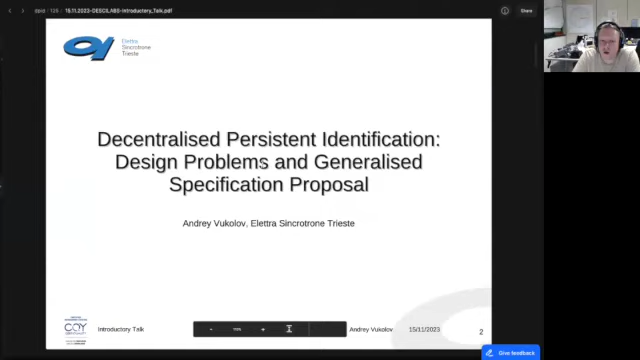 15.11.2023-DESCILABS-Introductory_Talk.pdf
Share
Elettra
Sincrotrone
Trieste
Decentralised Persistent Identification:
Design Problems and Generalised
Specification Proposal
Andrey Vukolov, Elettra Sincrotrone Trieste
Introductory Talk
Andrey Vukolov
15/11/2023
2
Give feedback